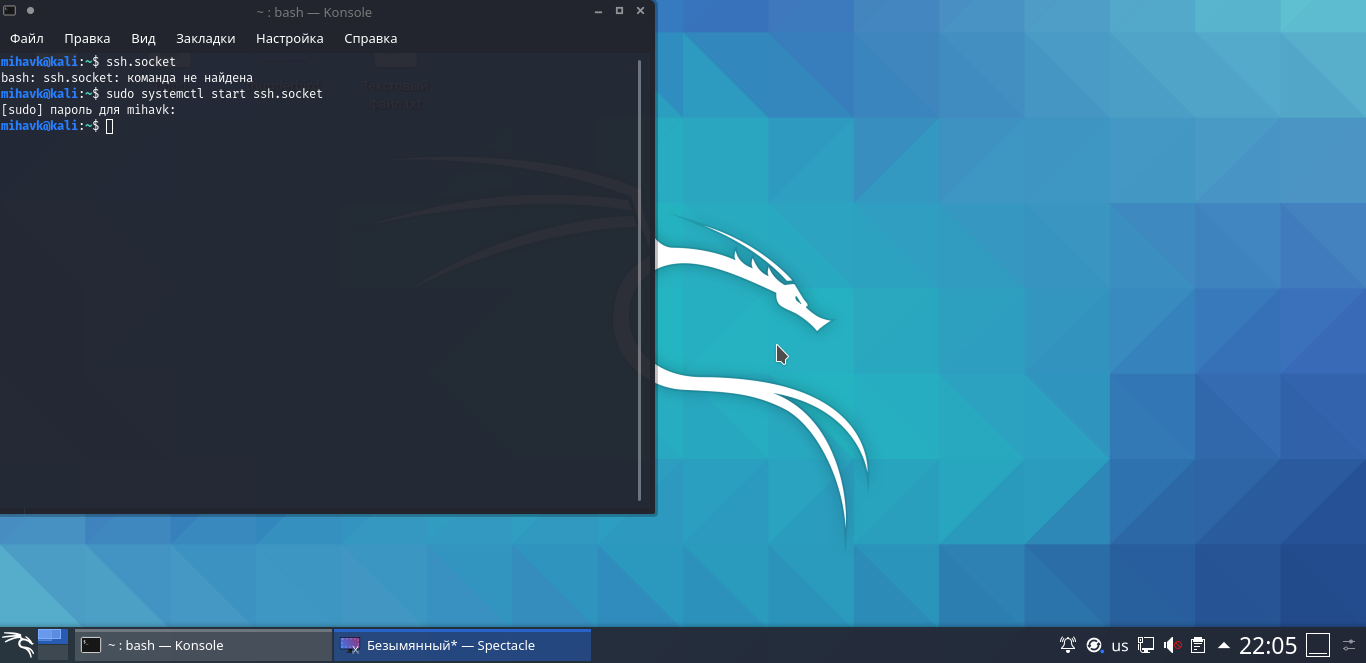 ~ : bash — Konsole
Файл Правка Вид Закладки Настройка Справка
mihavk@kali:~$ ssh.socket
bash: ssh.socket: команда не найдена
mihavk@kali:~$ sudo systemctl start ssh.socket
[sudo] пароль для mihavk:
mihavk@kali:~$
~ : bash — Konsole
Безымянный* — Spectacle
us
22:05